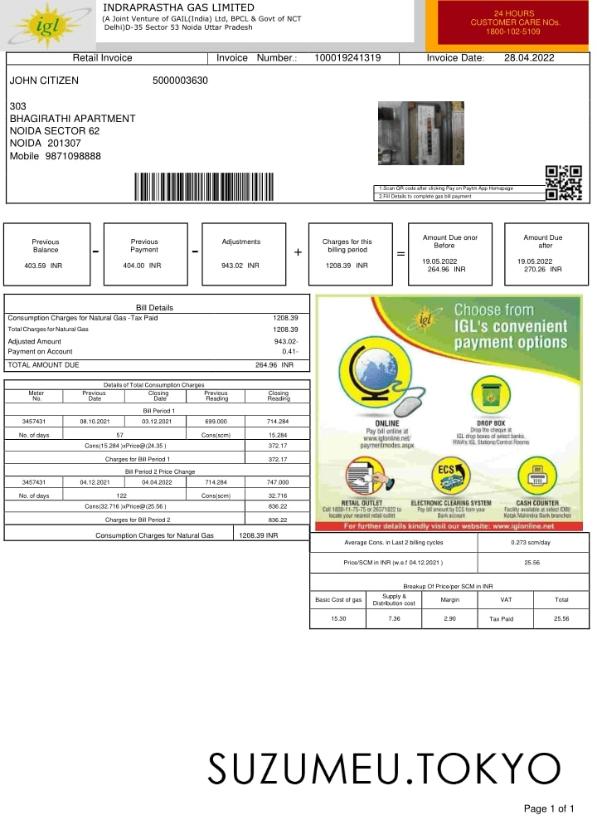 igl
INDRAPRASTHA GAS LIMITED
(A Joint Venture of GAIL(India) Ltd, BPCL & Govt of NCT
Delhi)D-35 Sector 53 Noida Uttar Pradesh
24 HOURS
CUSTOMER CARE NOs.
1800-102-5109
Retail Invoice Invoice Number.: 100019241319 Invoice Date: 28.04.2022
JOHN CITIZEN 5000003630
303
BHAGIRATHI APARTMENT
NOIDA SECTOR 62
NOIDA 201307
Mobile 9871098888
1.Scan QR code after clicking Pay on Paytm App Homepage
2.Fill Details to complete gas bill payment
Previous Balance 403.59 INR
-
Previous Payment 404.00 INR
-
Adjustments 943.02 INR
+
Charges for this billing period 1208.39 INR
=
Amount Due onor Before 19.05.2022 264.96 INR
Amount Due after 19.05.2022 270.26 INR
Bill Details
Consumption Charges for Natural Gas -Tax Paid 1208.39
Total Charges for Natural Gas 1208.39
Adjusted Amount 943.02-
Payment on Account 0.41-
TOTAL AMOUNT DUE 264.96 INR
Details of Total Consumption Charges
Meter No. Previous Date Closing Date Previous Reading Closing Reading
Bill Period 1
3457431 08.10.2021 03.12.2021 699.000 714.284
No. of days 57 Cons(scm) 15.284
Cons(15.284 )xPrice@(24.35 ) 372.17
Charges for Bill Period 1 372.17
Bill Period 2 Price Change
3457431 04.12.2021 04.04.2022 714.284 747.000
No. of days 122 Cons(scm) 32.716
Cons(32.716 )xPrice@(25.56 ) 836.22
Charges for Bill Period 2 836.22
Consumption Charges for Natural Gas 1208.39 INR
igl
Choose from
IGL's convenient
payment options
ONLINE
Pay bill online at
www.iglonline.net/
paymentmodes.aspx
DROP BOX
Drop the cheque at
IGL drop boxes of select banks,
RWA's, IGL Stations/Control Rooms
RETAIL OUTLET
locate your nearest retail outlet
ECS
ELECTRONIC CLEARING SYSTEM
Pay bill amount by ECS from your
Bank account
CASH COUNTER
Facility available at select IDBI/
Kotak Mahindra Bank branches
For further details kindly visit our website: www.iglonline.net
Average Cons. in Last 2 billing cycles 0.273 scm/day
Price/SCM in INR (w.e.f 04.12.2021 ) 25.56
Breakup Of Price/per SCM in INR
Basic Cost of gas Supply & Distribution cost Margin VAT Total
15.30 7.36 2.90 Tax Paid 25.56
SUZUMEU.TOKYO
Page 1 of 1